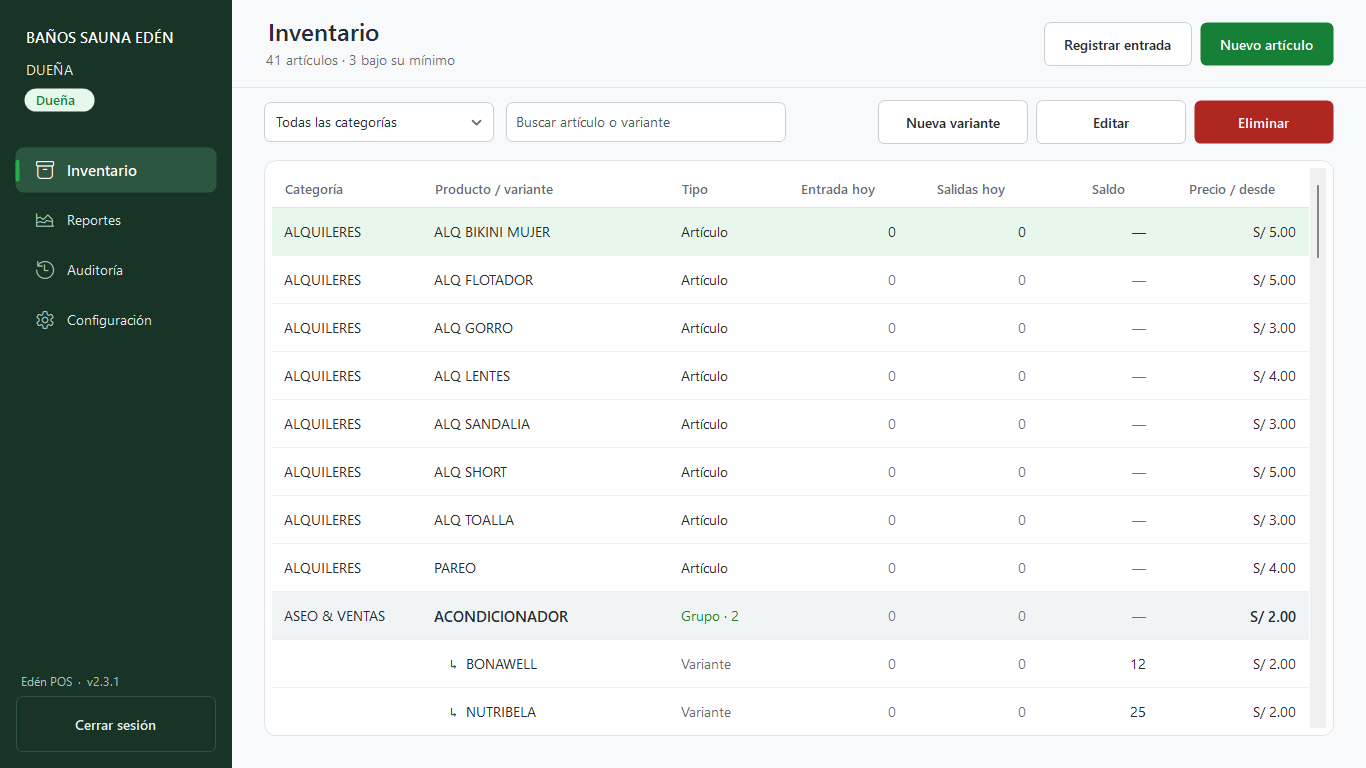 BAÑOS SAUNA EDÉN
DUEÑA
Dueña
Inventario
Reportes
Auditoría
Configuración
Edén POS · v2.3.1
Cerrar sesión
Inventario
41 artículos · 3 bajo su mínimo
Registrar entrada
Nuevo artículo
Todas las categorías
Buscar artículo o variante
Nueva variante
Editar
Eliminar
Categoría Producto / variante Tipo Entrada hoy Salidas hoy Saldo Precio / desde
ALQUILERES ALQ BIKINI MUJER Artículo 0 0 — S/ 5.00
ALQUILERES ALQ FLOTADOR Artículo 0 0 — S/ 5.00
ALQUILERES ALQ GORRO Artículo 0 0 — S/ 3.00
ALQUILERES ALQ LENTES Artículo 0 0 — S/ 4.00
ALQUILERES ALQ SANDALIA Artículo 0 0 — S/ 3.00
ALQUILERES ALQ SHORT Artículo 0 0 — S/ 5.00
ALQUILERES ALQ TOALLA Artículo 0 0 — S/ 3.00
ALQUILERES PAREO Artículo 0 0 — S/ 4.00
ASEO & VENTAS ACONDICIONADOR Grupo · 2 0 0 — S/ 2.00
↳ BONAWELL Variante 0 0 12 S/ 2.00
↳ NUTRIBELA Variante 0 0 25 S/ 2.00